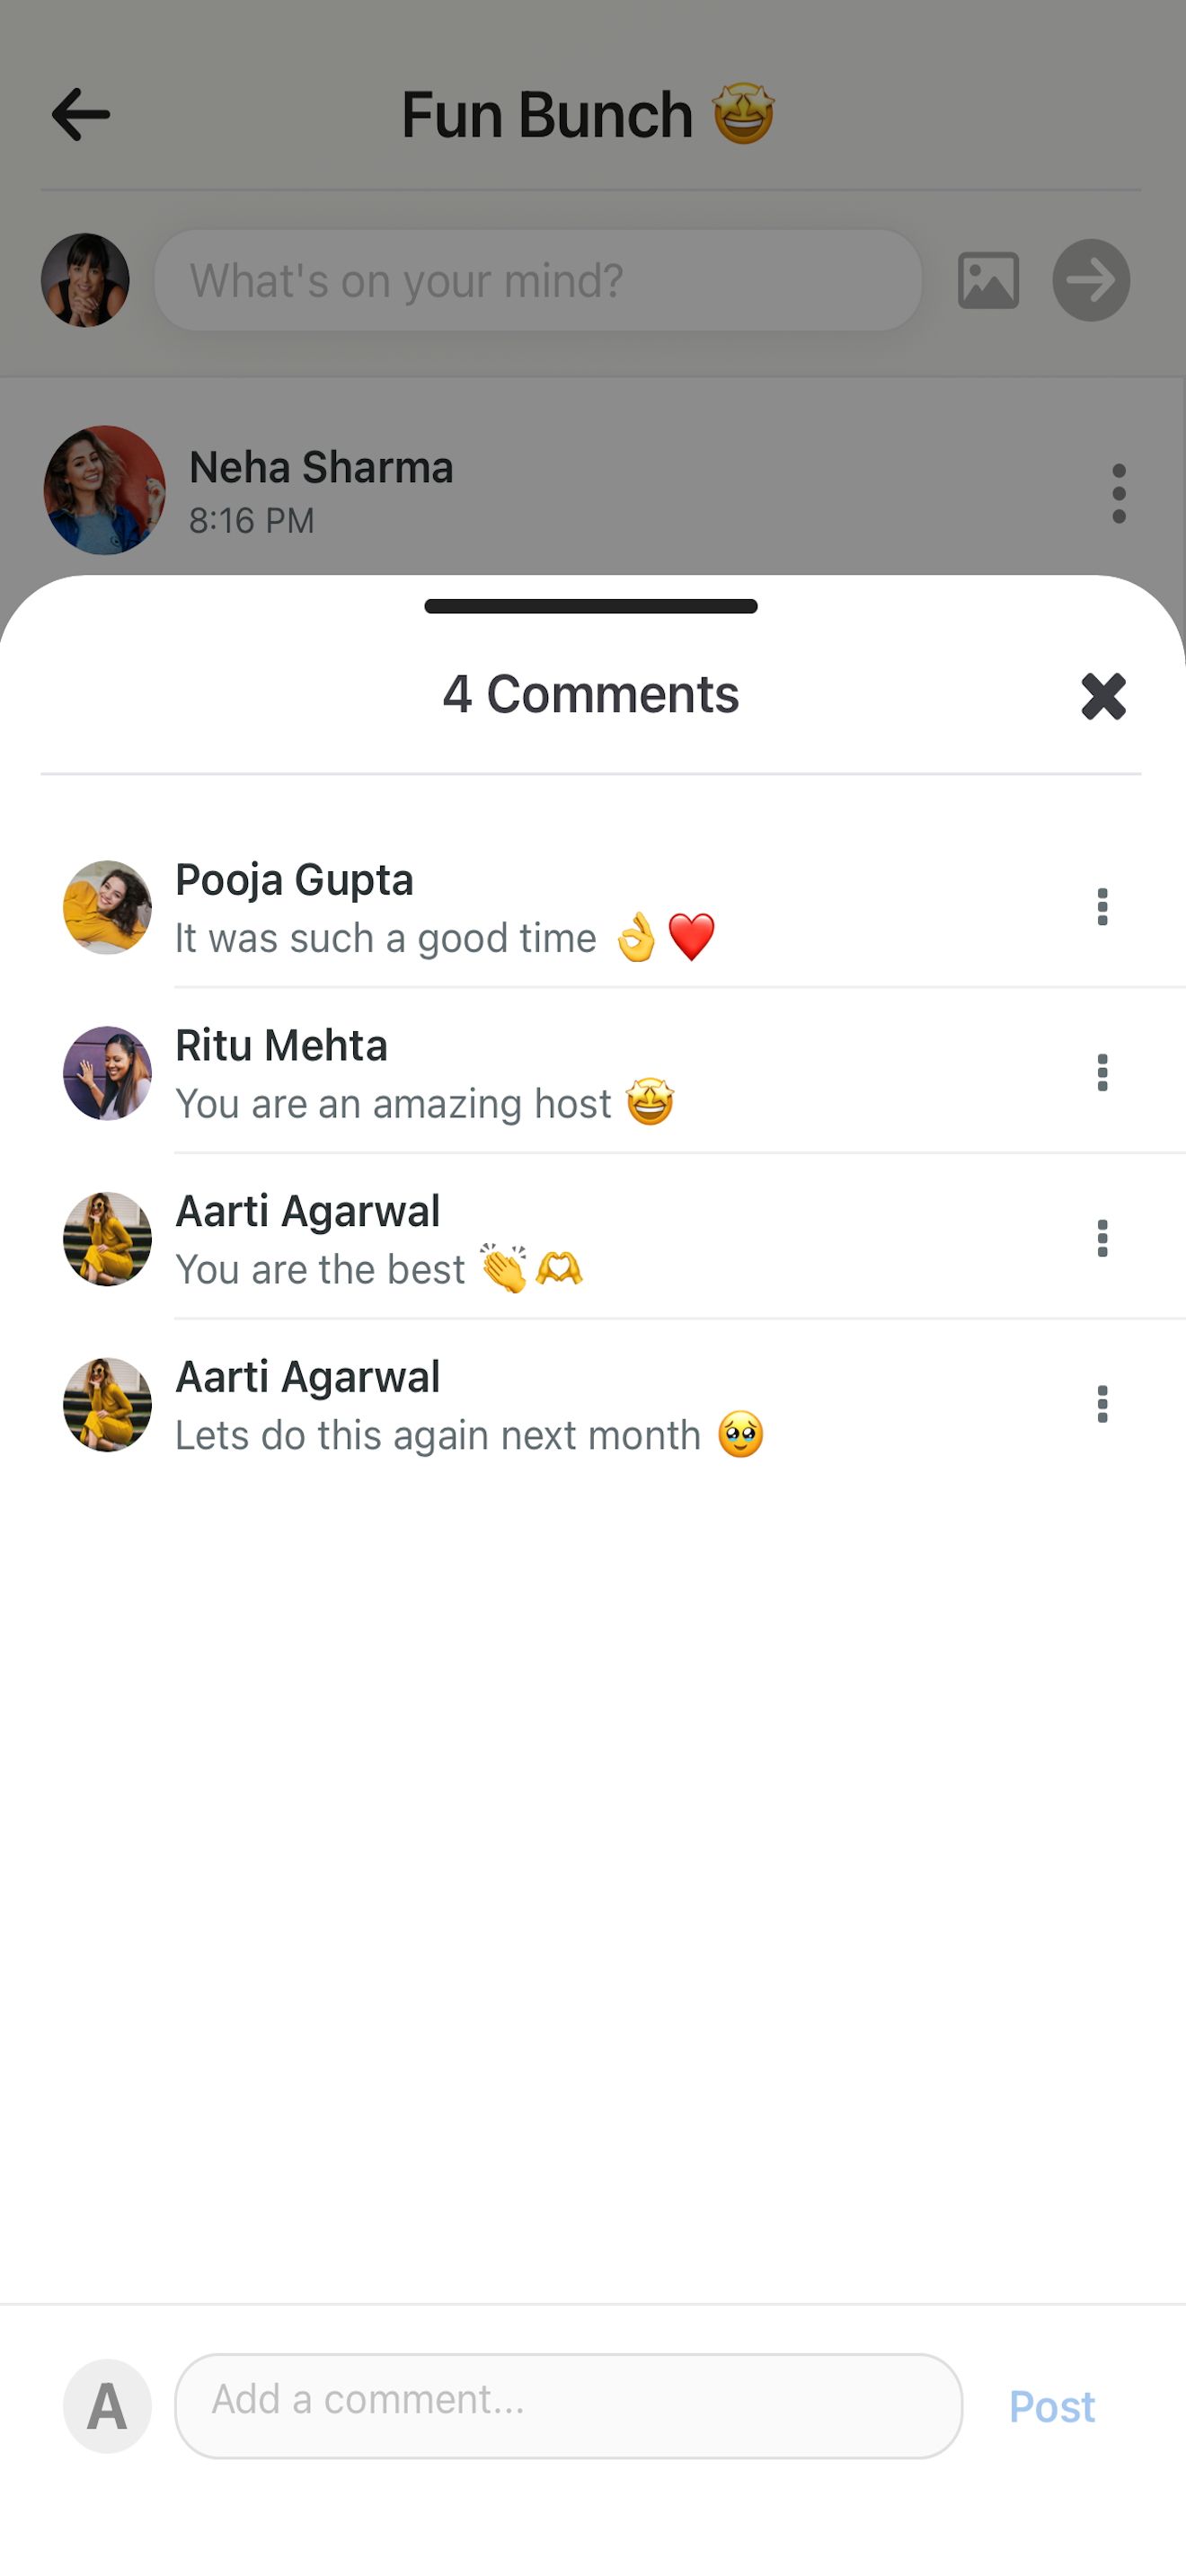 Fun Bunch 🤩
What's on your mind?
Neha Sharma
8:16 PM
4 Comments
Pooja Gupta
It was such a good time 👌❤️
Ritu Mehta
You are an amazing host 🤩
Aarti Agarwal
You are the best 👏🫶
Aarti Agarwal
Lets do this again next month 🥹
A
Add a comment...
Post